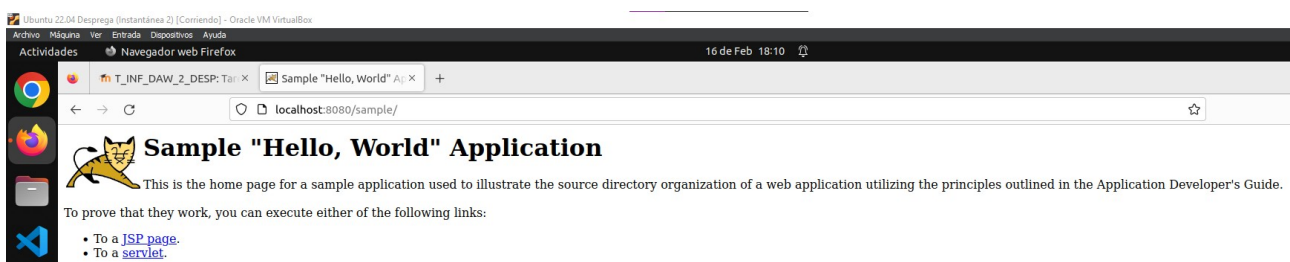 Ubuntu 22.04 Desprega (Instantánea 2) [Corriendo] - Oracle VM VirtualBox
Archivo Máquina Ver Entrada Dispositivos Ayuda
Actividades Navegador web Firefox 16 de Feb 18:10
T_INF_DAW_2_DESP: Tar Sample "Hello, World" Ap
localhost:8080/sample/
Sample "Hello, World" Application
This is the home page for a sample application used to illustrate the source directory organization of a web application utilizing the principles outlined in the Application Developer's Guide.
To prove that they work, you can execute either of the following links:
• To a JSP page.
• To a servlet.